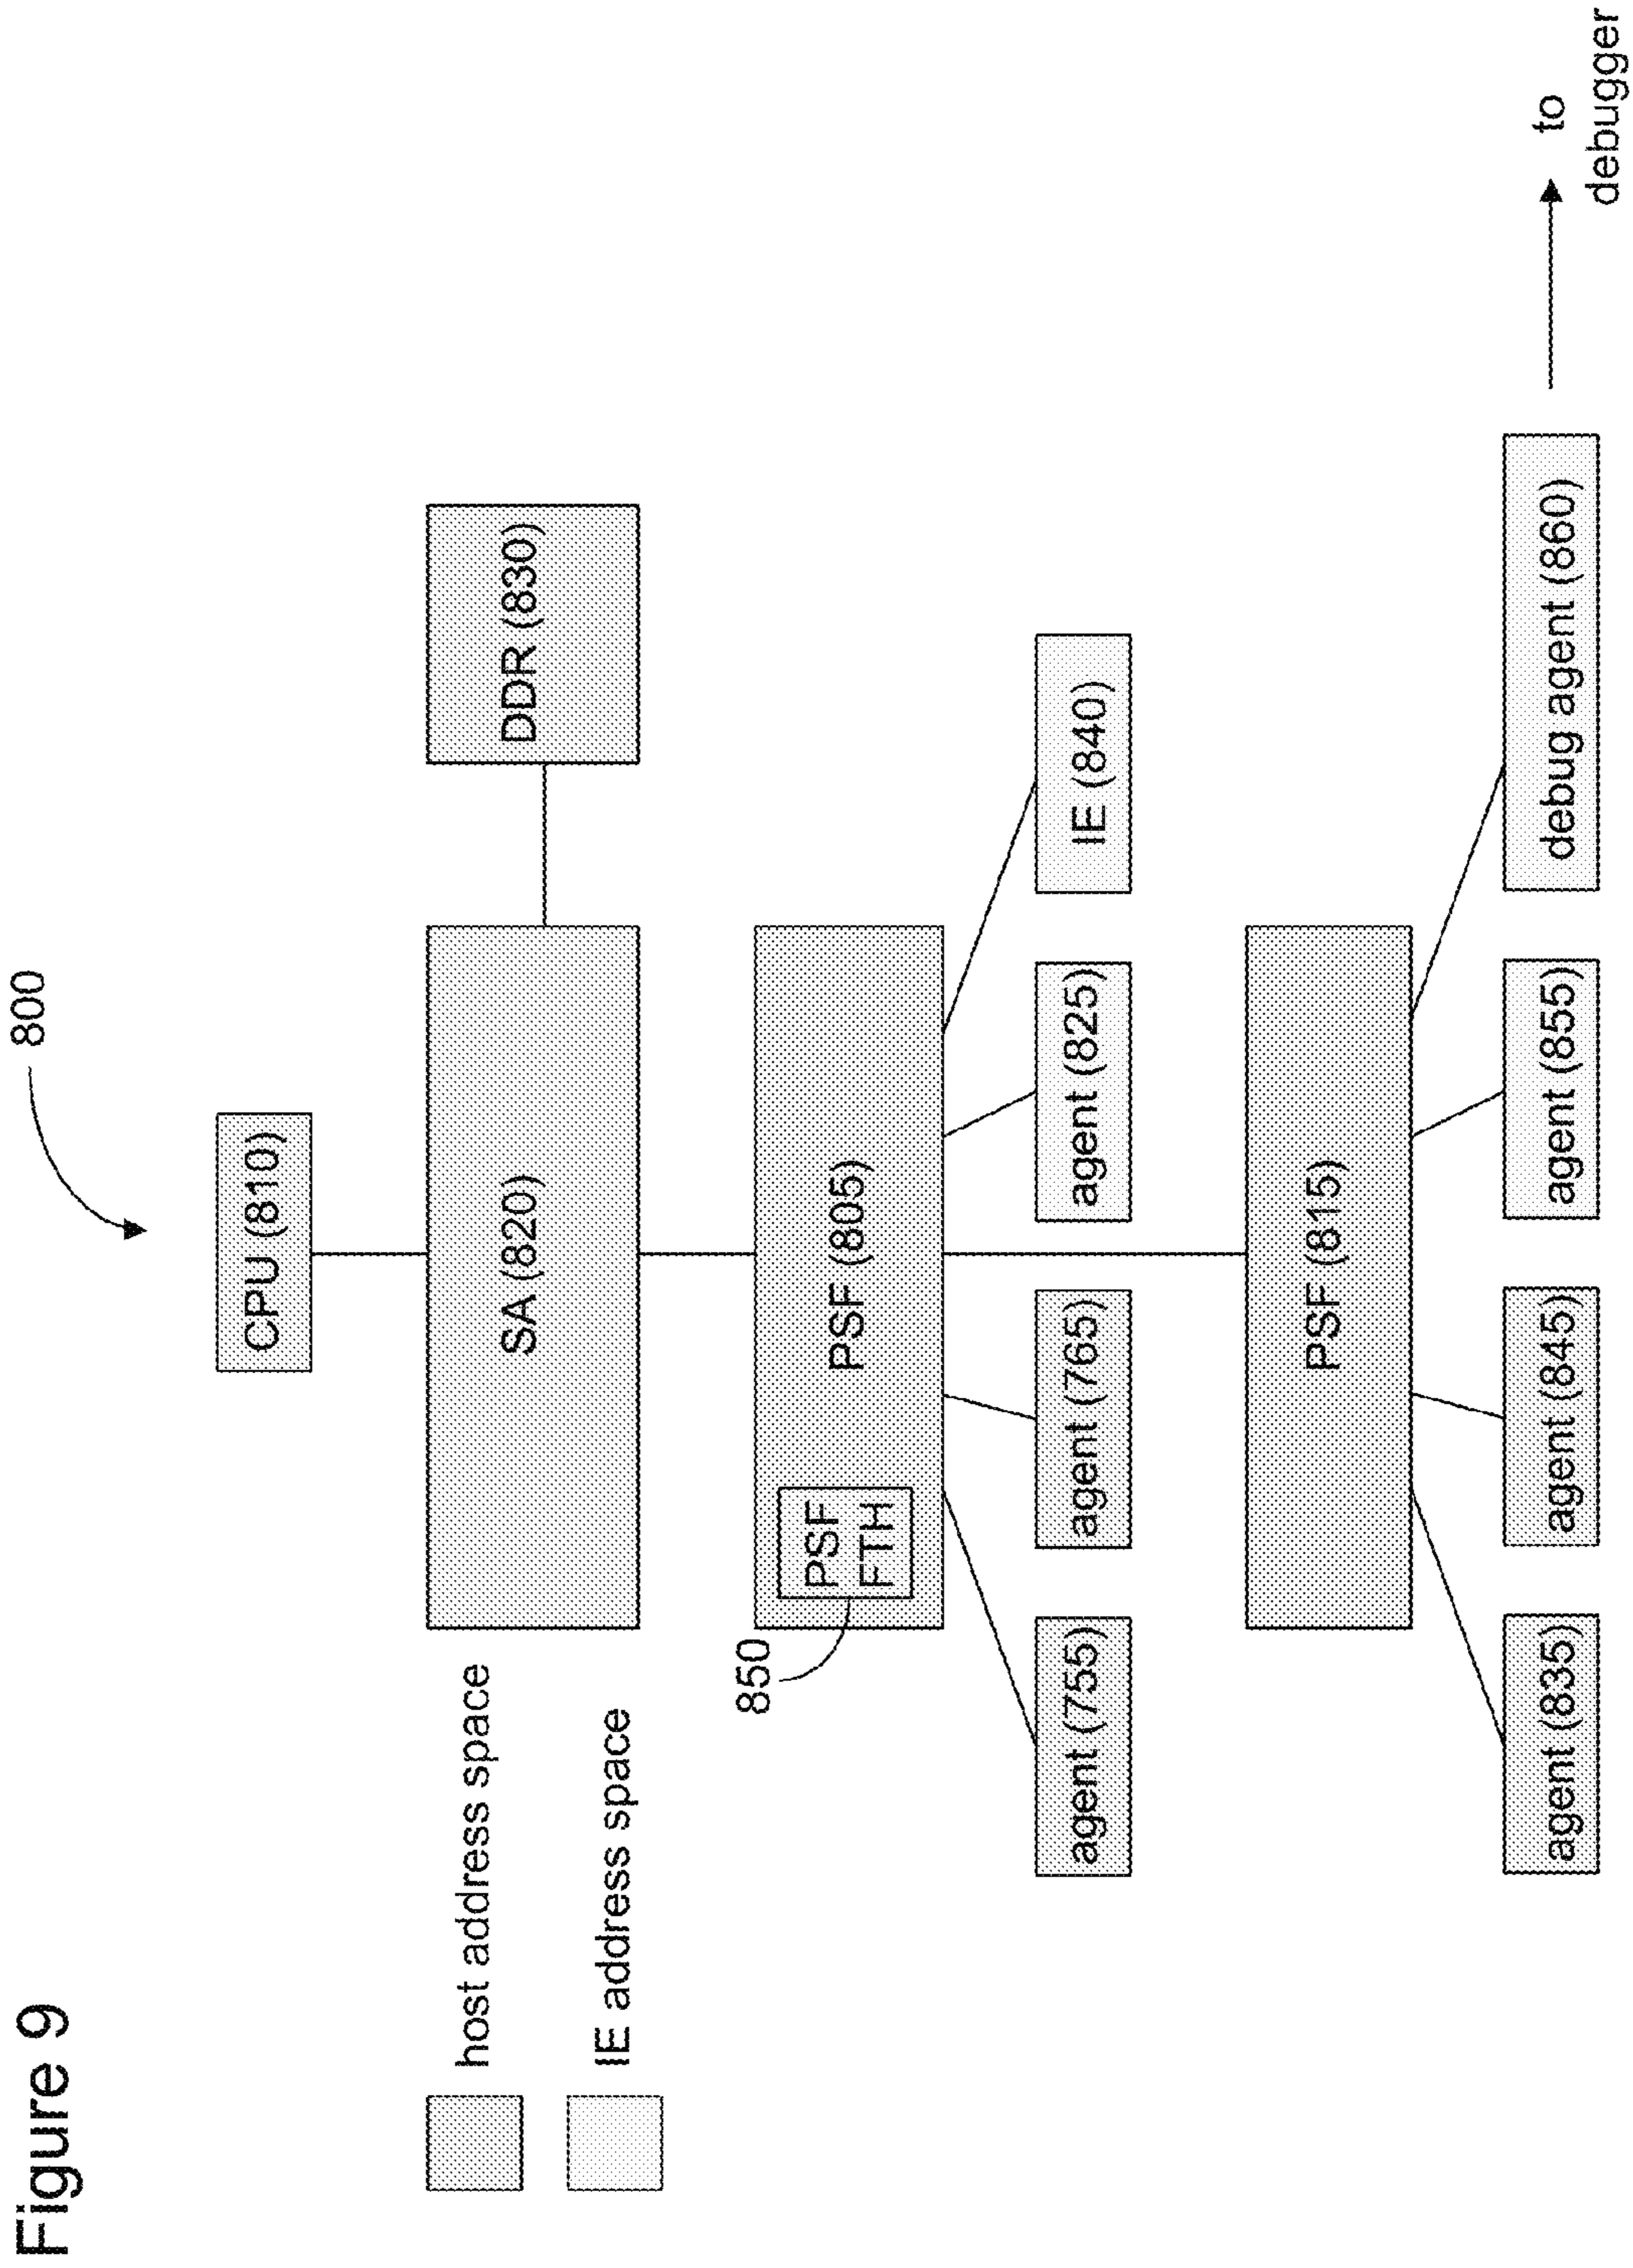 Figure 9
800
CPU (810)
host address space
IE address space
SA (820)
DDR (830)
850
PSF
FTH
PSF (805)
agent (755)
agent (765)
agent (825)
IE (840)
PSF (815)
agent (835)
agent (845)
agent (855)
debug agent (860)
to
debugger